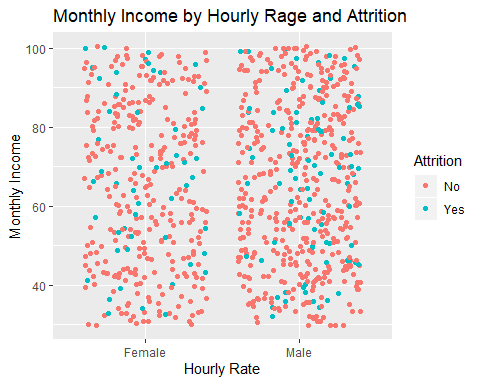 Monthly Income by Hourly Rage and Attrition
Monthly Income
100
80
60
40
Female
Male
Hourly Rate
Attrition
No
Yes